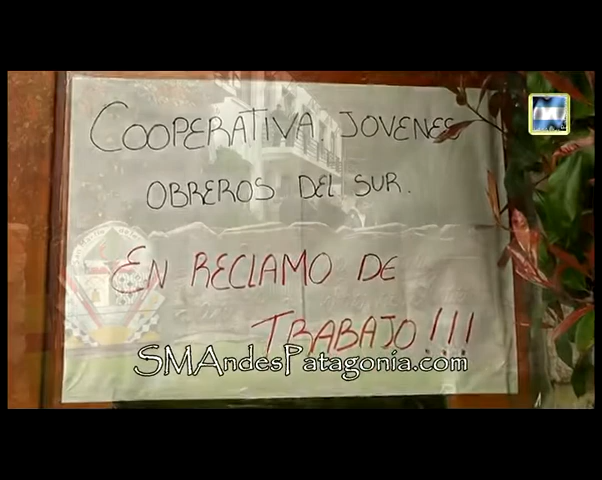 COOPERATIVA JOVENES
OBREROS DEL SUR.
EN RECLAMO DE
TRABAJO!!!
SMAndesPatagonia.com